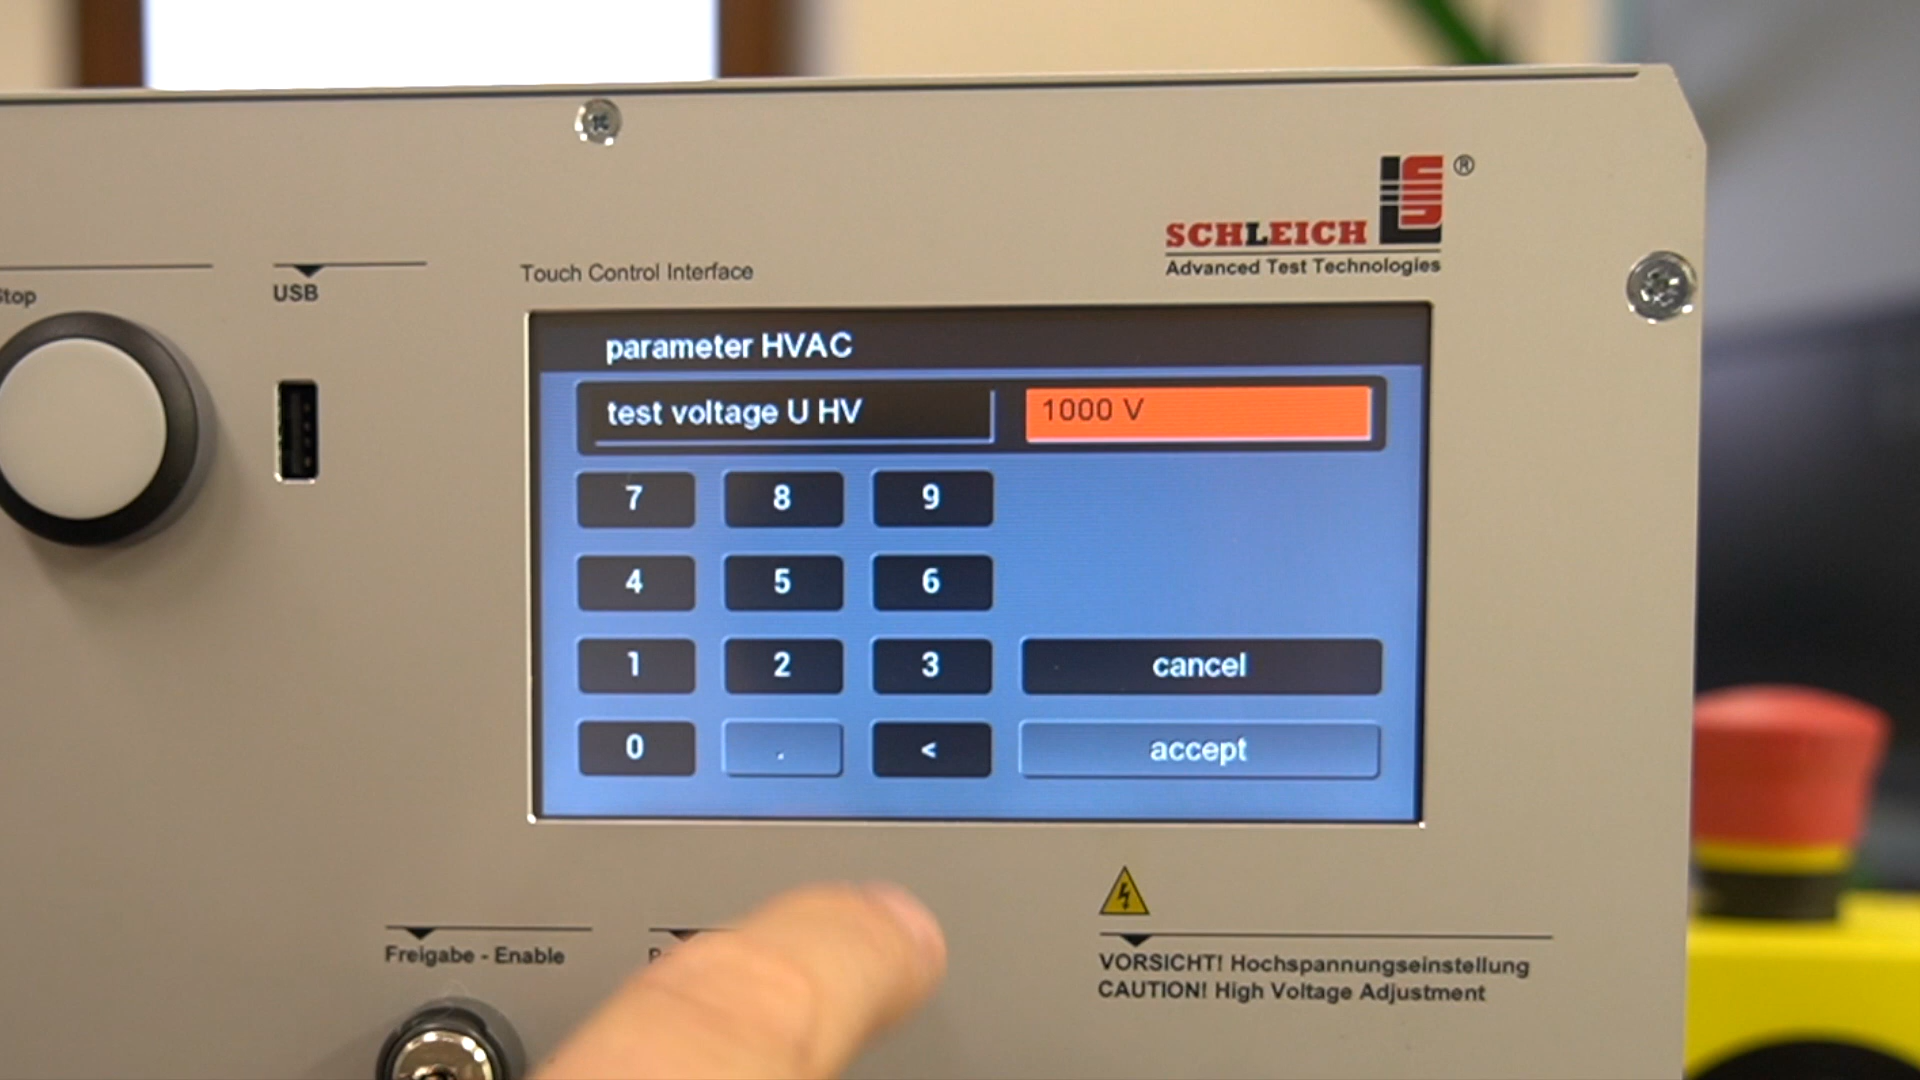 SCHLEICH ®
Advanced Test Technologies
Stop
USB
Touch Control Interface
parameter HVAC
test voltage U HV
1000 V
7 8 9
4 5 6
1 2 3 cancel
0 . < accept
Freigabe - Enable
VORSICHT! Hochspannungseinstellung
CAUTION! High Voltage Adjustment